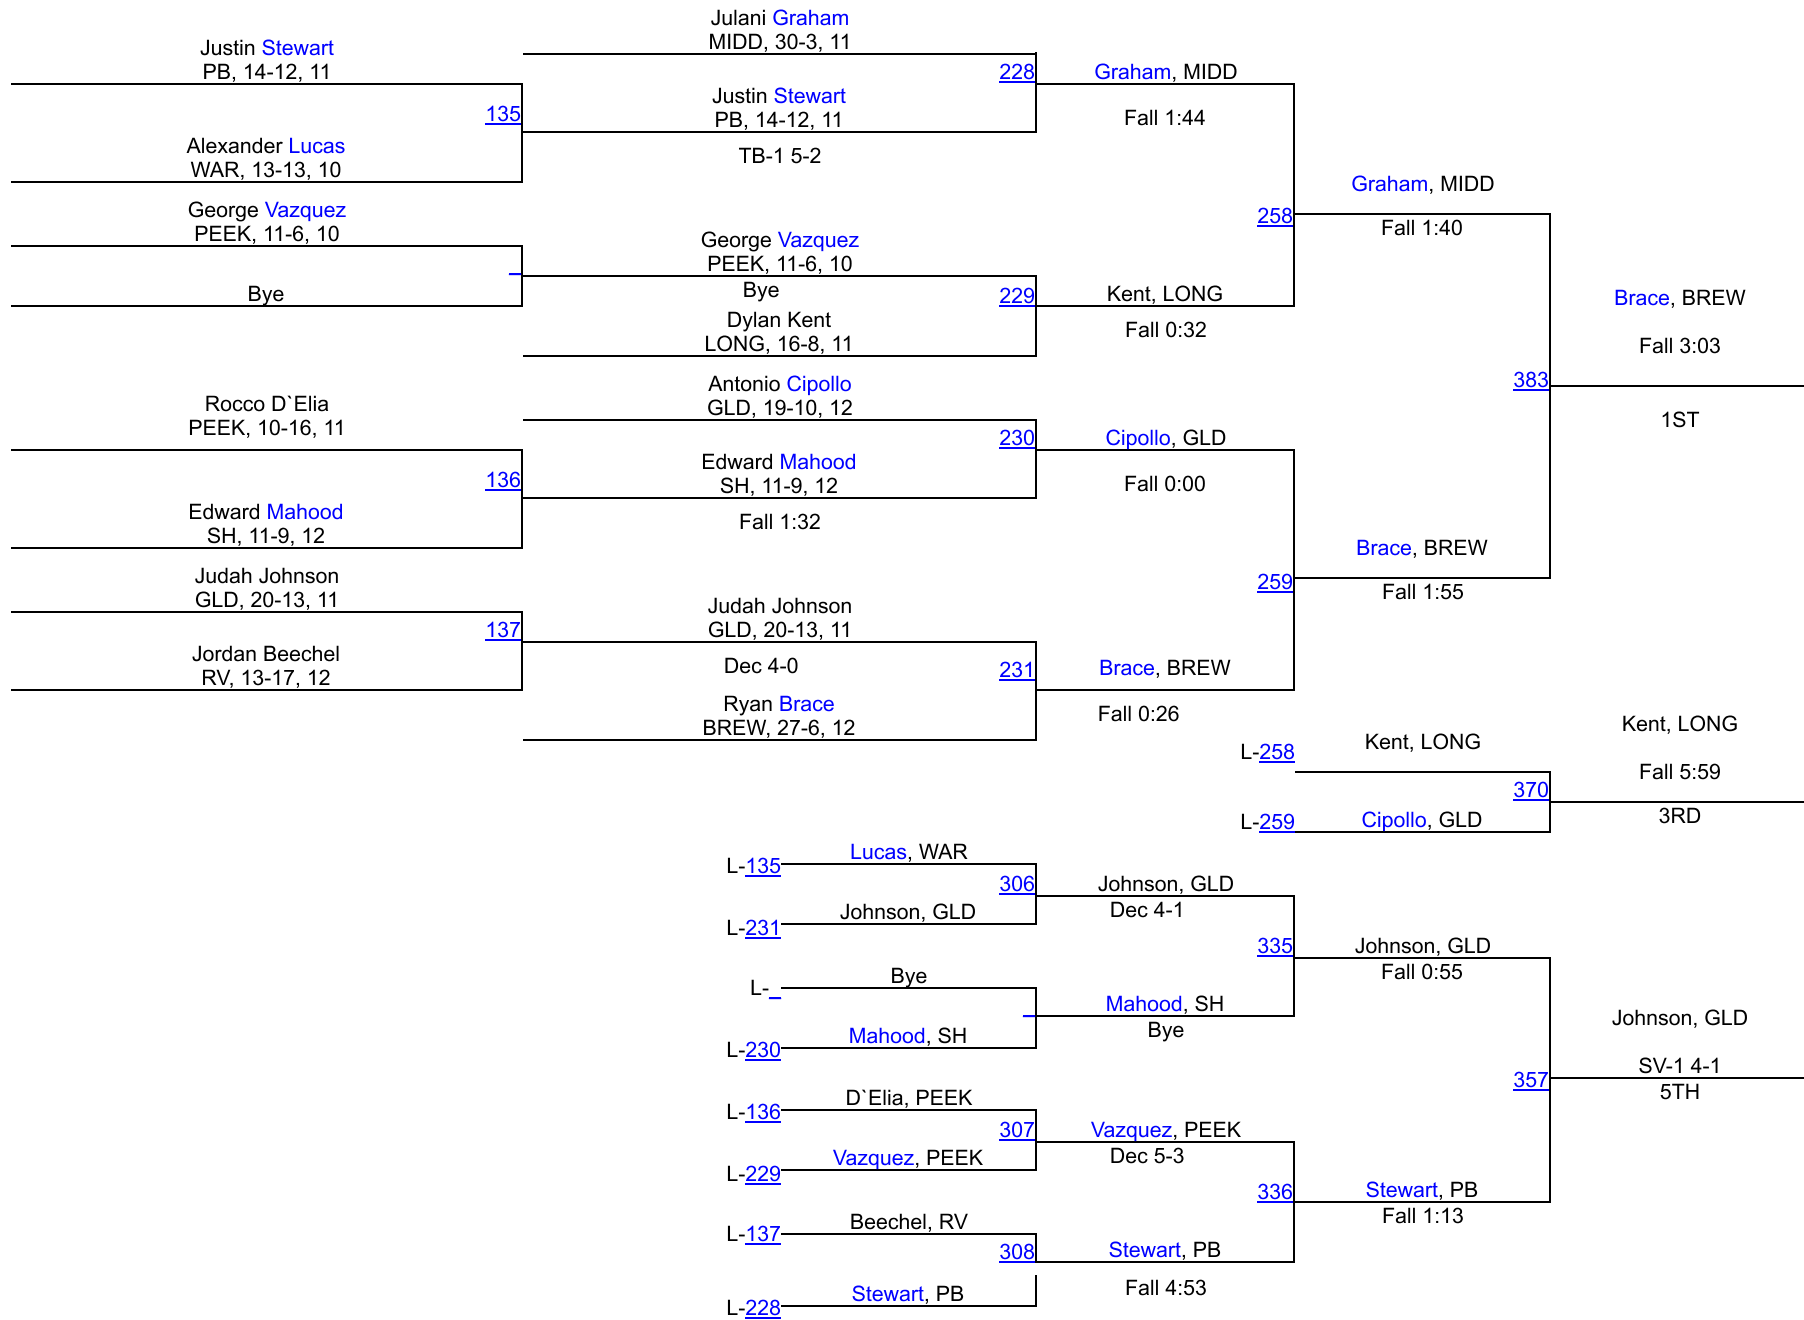 Justin Stewart
PB, 14-12, 11
135
Alexander Lucas
WAR, 13-13, 10
George Vazquez
PEEK, 11-6, 10
_
Bye
Rocco D`Elia
PEEK, 10-16, 11
136
Edward Mahood
SH, 11-9, 12
Judah Johnson
GLD, 20-13, 11
137
Jordan Beechel
RV, 13-17, 12
Julani Graham
MIDD, 30-3, 11
228
Justin Stewart
PB, 14-12, 11
TB-1 5-2
George Vazquez
PEEK, 11-6, 10
Bye
229
Dylan Kent
LONG, 16-8, 11
Antonio Cipollo
GLD, 19-10, 12
230
Edward Mahood
SH, 11-9, 12
Fall 1:32
Judah Johnson
GLD, 20-13, 11
Dec 4-0
231
Ryan Brace
BREW, 27-6, 12
Graham, MIDD
Fall 1:44
258
Kent, LONG
Fall 0:32
Cipollo, GLD
Fall 0:00
259
Brace, BREW
Fall 0:26
Graham, MIDD
Fall 1:40
383
Brace, BREW
Fall 1:55
Brace, BREW
Fall 3:03
1ST
L-258
Kent, LONG
370
L-259
Cipollo, GLD
Kent, LONG
Fall 5:59
3RD
L-135
Lucas, WAR
306
L-231
Johnson, GLD
L-_
Bye
_
L-230
Mahood, SH
L-136
D`Elia, PEEK
307
L-229
Vazquez, PEEK
L-137
Beechel, RV
308
L-228
Stewart, PB
Johnson, GLD
Dec 4-1
335
Mahood, SH
Bye
Vazquez, PEEK
Dec 5-3
336
Stewart, PB
Fall 4:53
Johnson, GLD
Fall 0:55
357
Stewart, PB
Fall 1:13
Johnson, GLD
SV-1 4-1
5TH